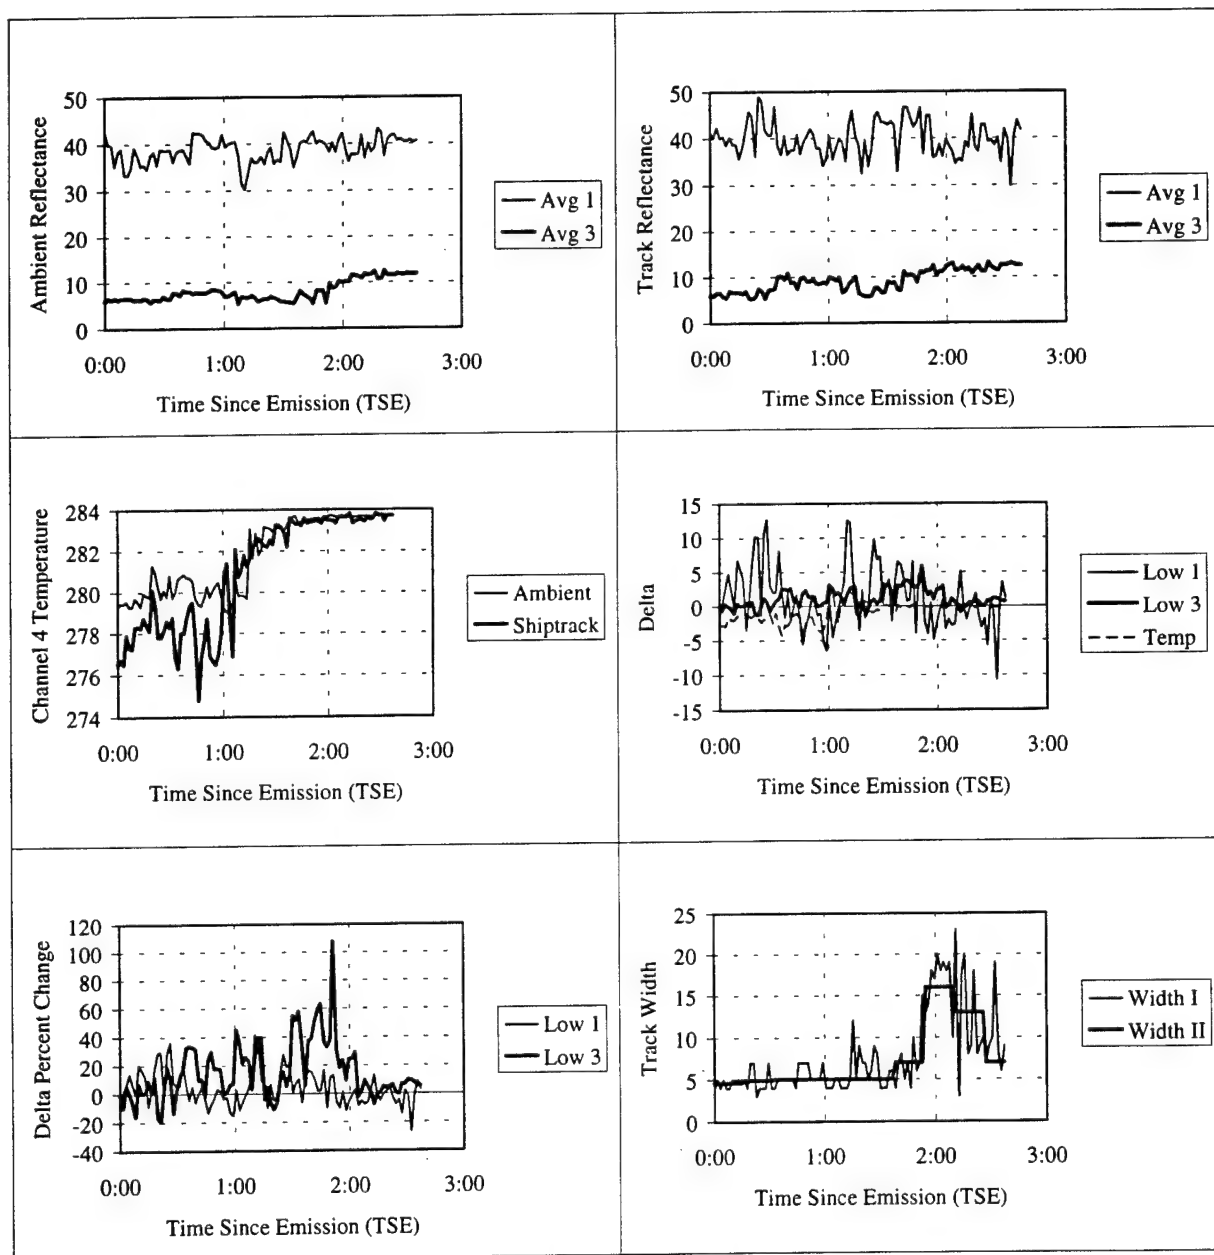 Ambient Reflectance
50
40
30
20
10
0
0:00 1:00 2:00 3:00
Time Since Emission (TSE)
Avg 1
Avg 3
Track Reflectance
50
40
30
20
10
0
0:00 1:00 2:00 3:00
Time Since Emission (TSE)
Avg 1
Avg 3
Channel 4 Temperature
284
282
280
278
276
274
0:00 1:00 2:00 3:00
Time Since Emission (TSE)
Ambient
Shiptrack
Delta
15
10
5
0
-5
-10
-15
0:00 1:00 2:00 3:00
Time Since Emission (TSE)
Low 1
Low 3
Temp
Delta Percent Change
120
100
80
60
40
20
0
-20
-40
0:00 1:00 2:00 3:00
Time Since Emission (TSE)
Low 1
Low 3
Track Width
25
20
15
10
5
0
0:00 1:00 2:00 3:00
Time Since Emission (TSE)
Width I
Width II